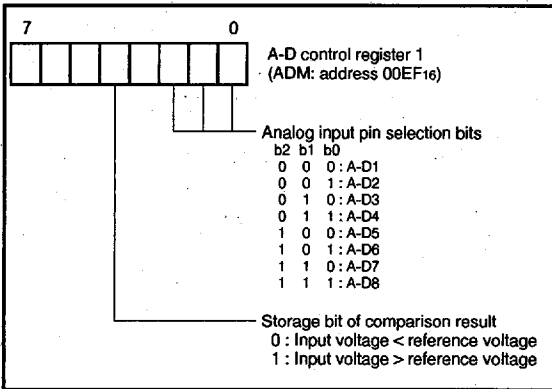 7 0
A-D control register 1
(ADM: address 00EF16)
Analog input pin selection bits
b2 b1 b0
0 0 0 : A-D1
0 0 1 : A-D2
0 1 0 : A-D3
0 1 1 : A-D4
1 0 0 : A-D5
1 0 1 : A-D6
1 1 0 : A-D7
1 1 1 : A-D8
Storage bit of comparison result
0 : Input voltage < reference voltage
1 : Input voltage > reference voltage